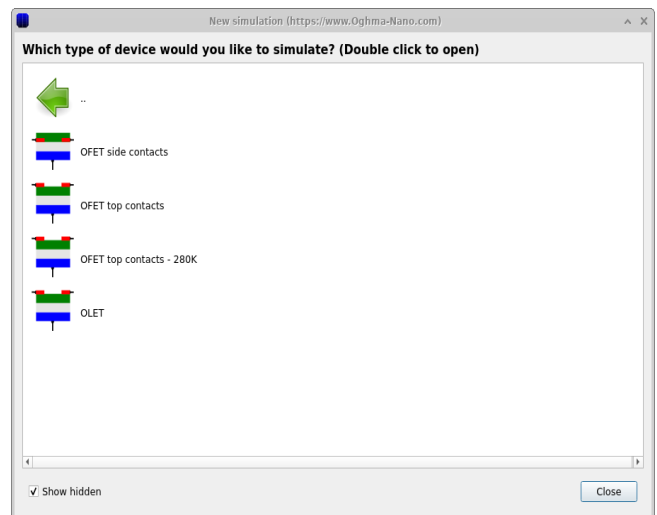 New simulation (https://www.Oghma-Nano.com)
Which type of device would you like to simulate? (Double click to open)
..
OFET side contacts
OFET top contacts
OFET top contacts - 280K
OLET
Show hidden
Close